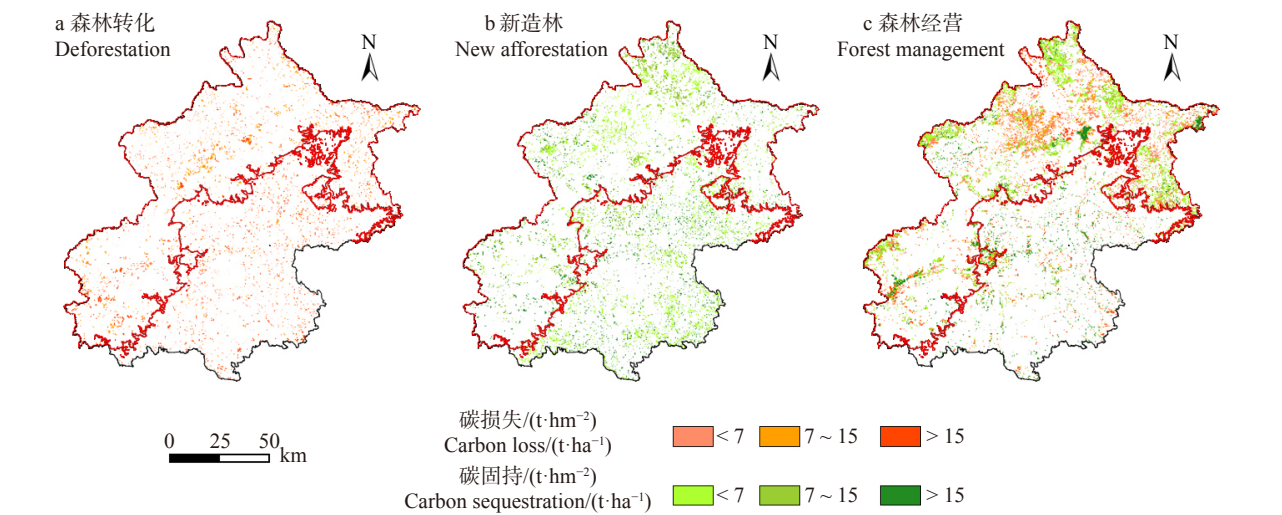 a 森林转化
Deforestation
N
b 新造林
New afforestation
N
c 森林经营
Forest management
N
0 25 50
km
碳损失/(t·hm⁻²)
Carbon loss/(t·ha⁻¹)
< 7 7 ~ 15 > 15
碳固持/(t·hm⁻²)
Carbon sequestration/(t·ha⁻¹)
< 7 7 ~ 15 > 15